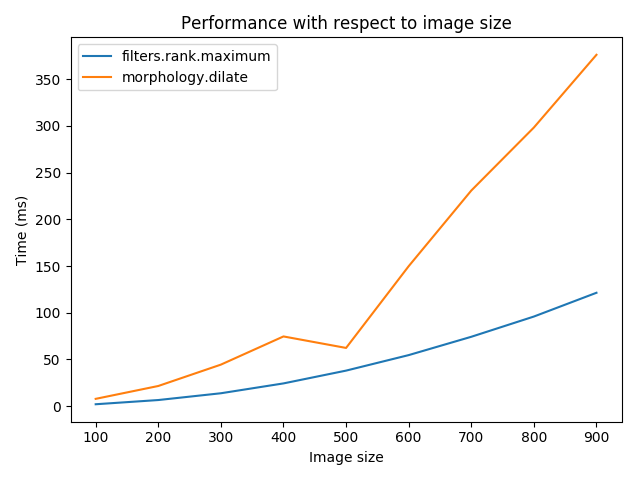 Performance with respect to image size
filters.rank.maximum
morphology.dilate
Time (ms)
350
300
250
200
150
100
50
0
100 200 300 400 500 600 700 800 900
Image size